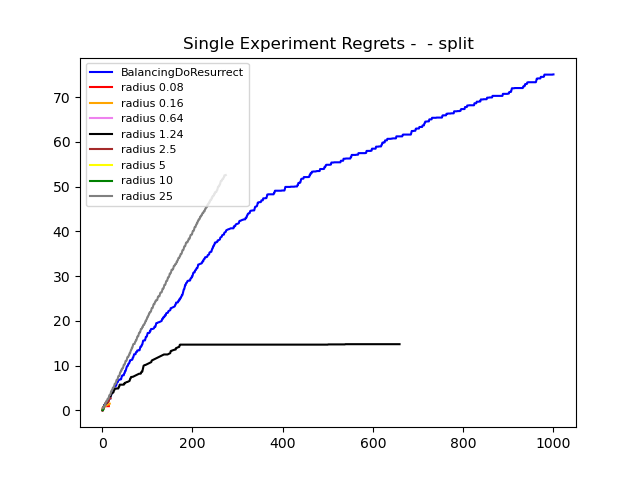 Single Experiment Regrets -  - split
BalancingDoResurrect
radius 0.08
radius 0.16
radius 0.64
radius 1.24
radius 2.5
radius 5
radius 10
radius 25
70
60
50
40
30
20
10
0
0 200 400 600 800 1000